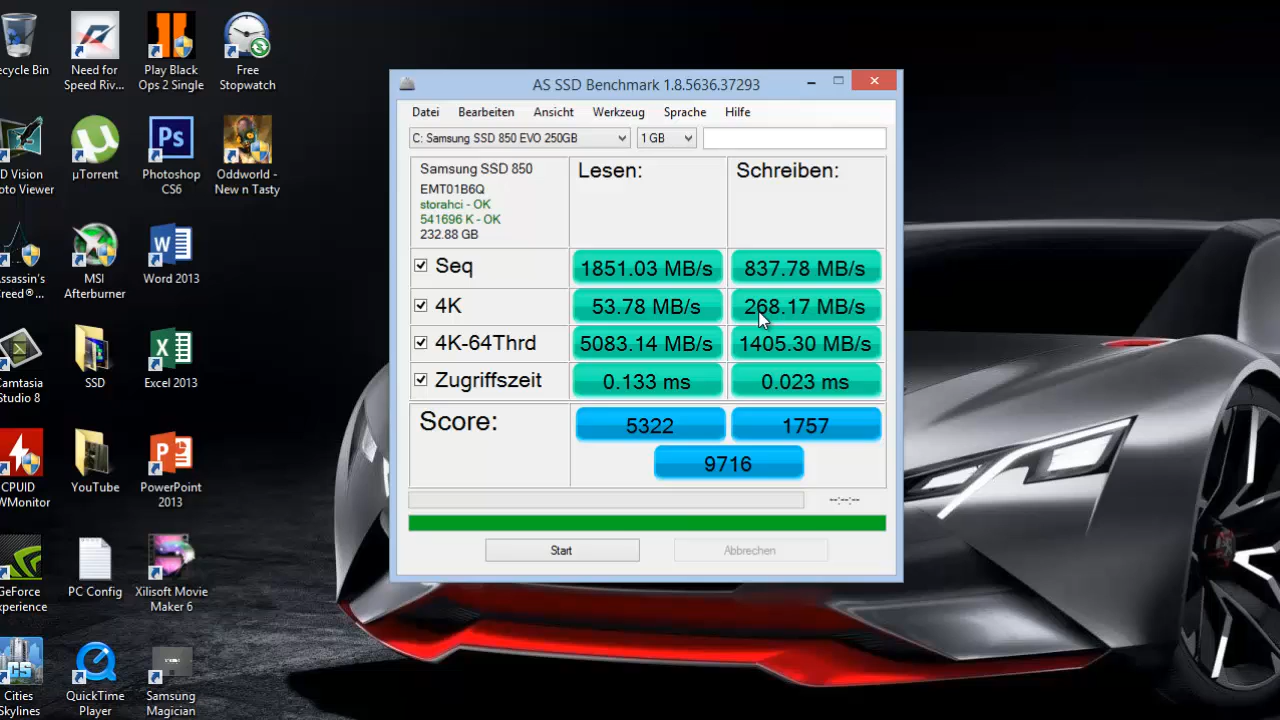 ecycle Bin
Need for
Speed Riv...
Play Black
Ops 2 Single
Free
Stopwatch
D Vision
oto Viewer
µTorrent
Ps
Photoshop
CS6
Oddworld -
New n Tasty
Assassin's
Creed®...
MSI
Afterburner
Word 2013
Camtasia
Studio 8
SSD
Excel 2013
CPUID
WMonitor
YouTube
PowerPoint
2013
GeForce
xperience
PC Config
Xilisoft Movie
Maker 6
CS
Cities
Skylines
QuickTime
Player
Samsung
Magician
AS SSD Benchmark 1.8.5636.37293
Datei Bearbeiten Ansicht Werkzeug Sprache Hilfe
C: Samsung SSD 850 EVO 250GB 1 GB
Samsung SSD 850
EMT01B6Q
storahci - OK
541696 K - OK
232.88 GB
Lesen: Schreiben:
Seq 1851.03 MB/s 837.78 MB/s
4K 53.78 MB/s 268.17 MB/s
4K-64Thrd 5083.14 MB/s 1405.30 MB/s
Zugriffszeit 0.133 ms 0.023 ms
Score: 5322 1757
9716
--:--:--
Start Abbrechen